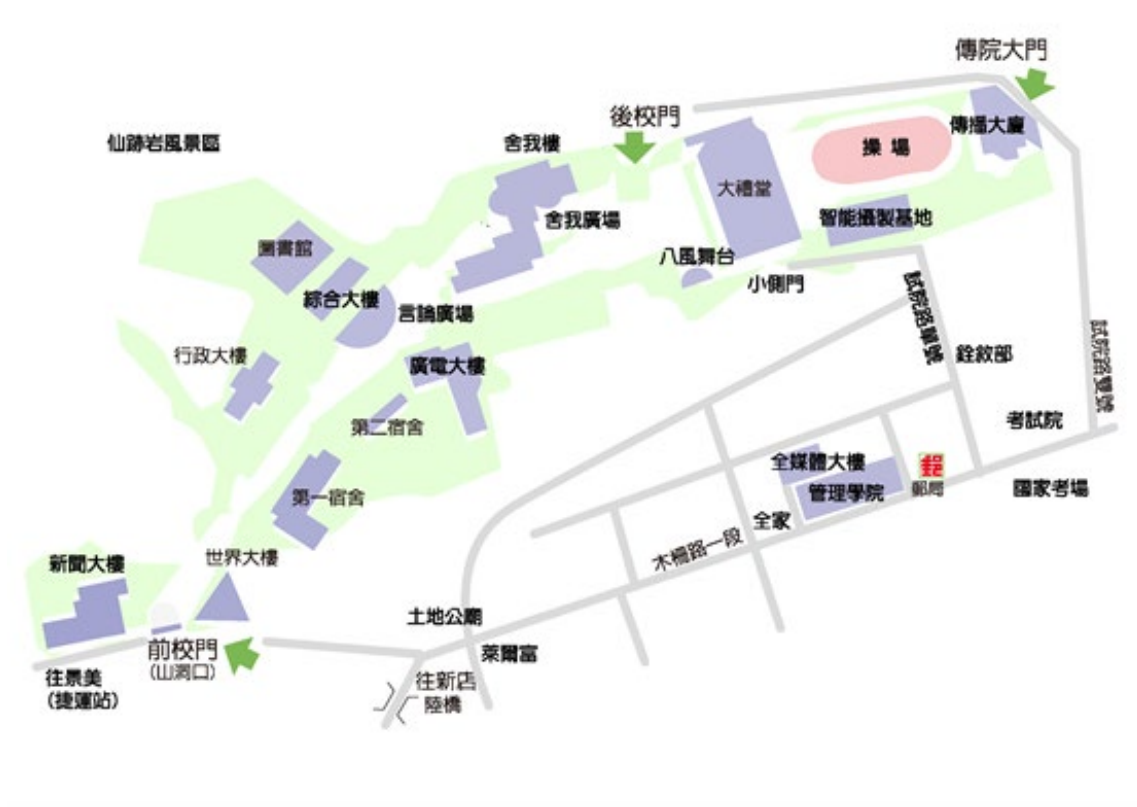 傳院大門
後校門
傳播大廈
仙跡岩風景區
舍我樓
操場
大禮堂
舍我廣場
智能攝製基地
圖書館
八風舞台
小側門
綜合大樓
言論廣場
試院路單號
銓敘部
試院路雙號
行政大樓
廣電大樓
第二宿舍
考試院
全媒體大樓
郵
管理學院
郵局
國家考場
第一宿舍
全家
木柵路一段
世界大樓
新聞大樓
土地公廟
前校門
(山洞口)
萊爾富
往景美
(捷運站)
往新店
陸橋